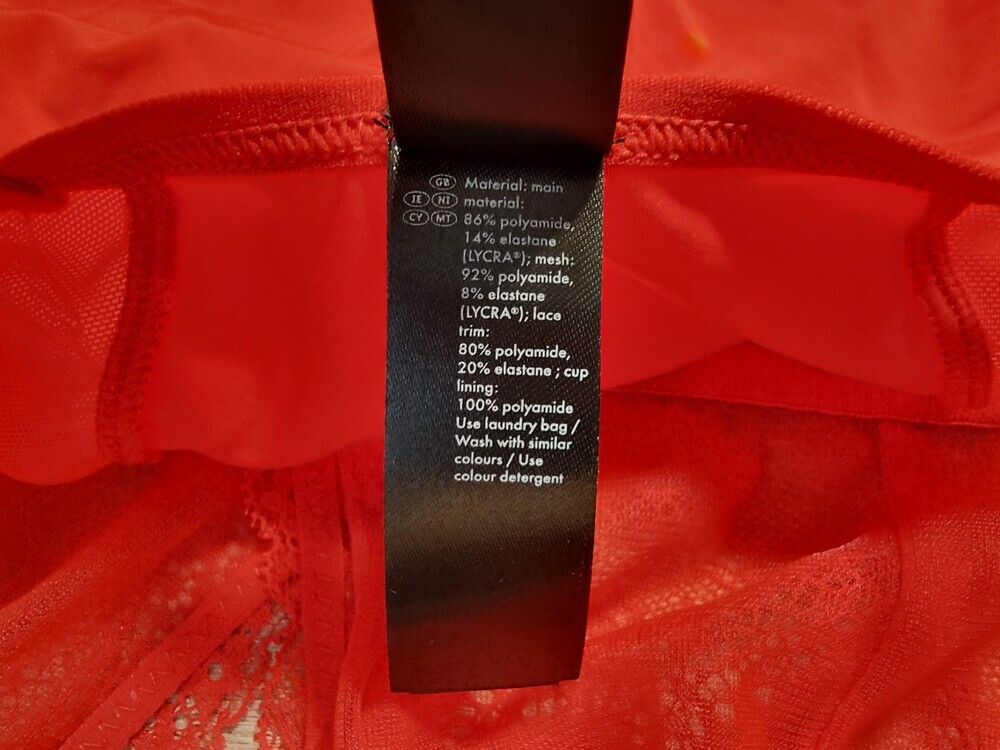 GB Material: main
IE NI material:
CY MT 86% polyamide,
14% elastane
(LYCRA®); mesh:
92% polyamide,
8% elastane
(LYCRA®); lace
trim:
80% polyamide,
20% elastane ; cup
lining:
100% polyamide
Use laundry bag /
Wash with similar
colours / Use
colour detergent